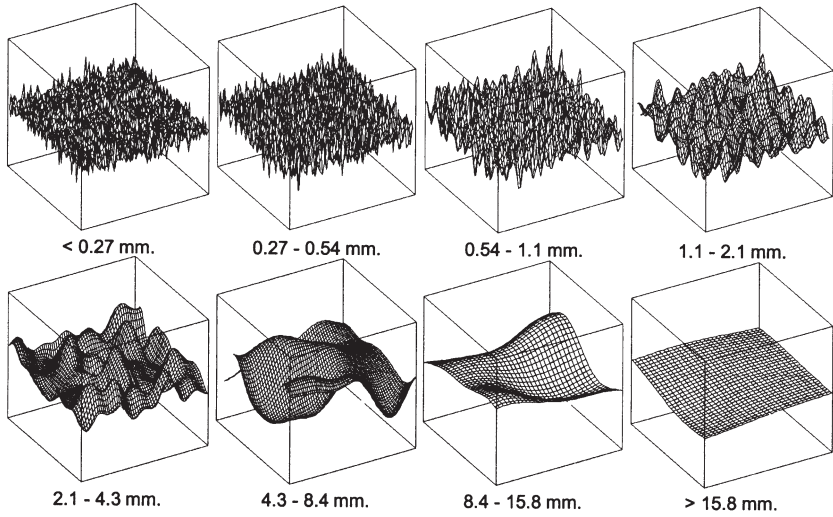 < 0.27 mm.
0.27 - 0.54 mm.
0.54 - 1.1 mm.
1.1 - 2.1 mm.
2.1 - 4.3 mm.
4.3 - 8.4 mm.
8.4 - 15.8 mm.
> 15.8 mm.